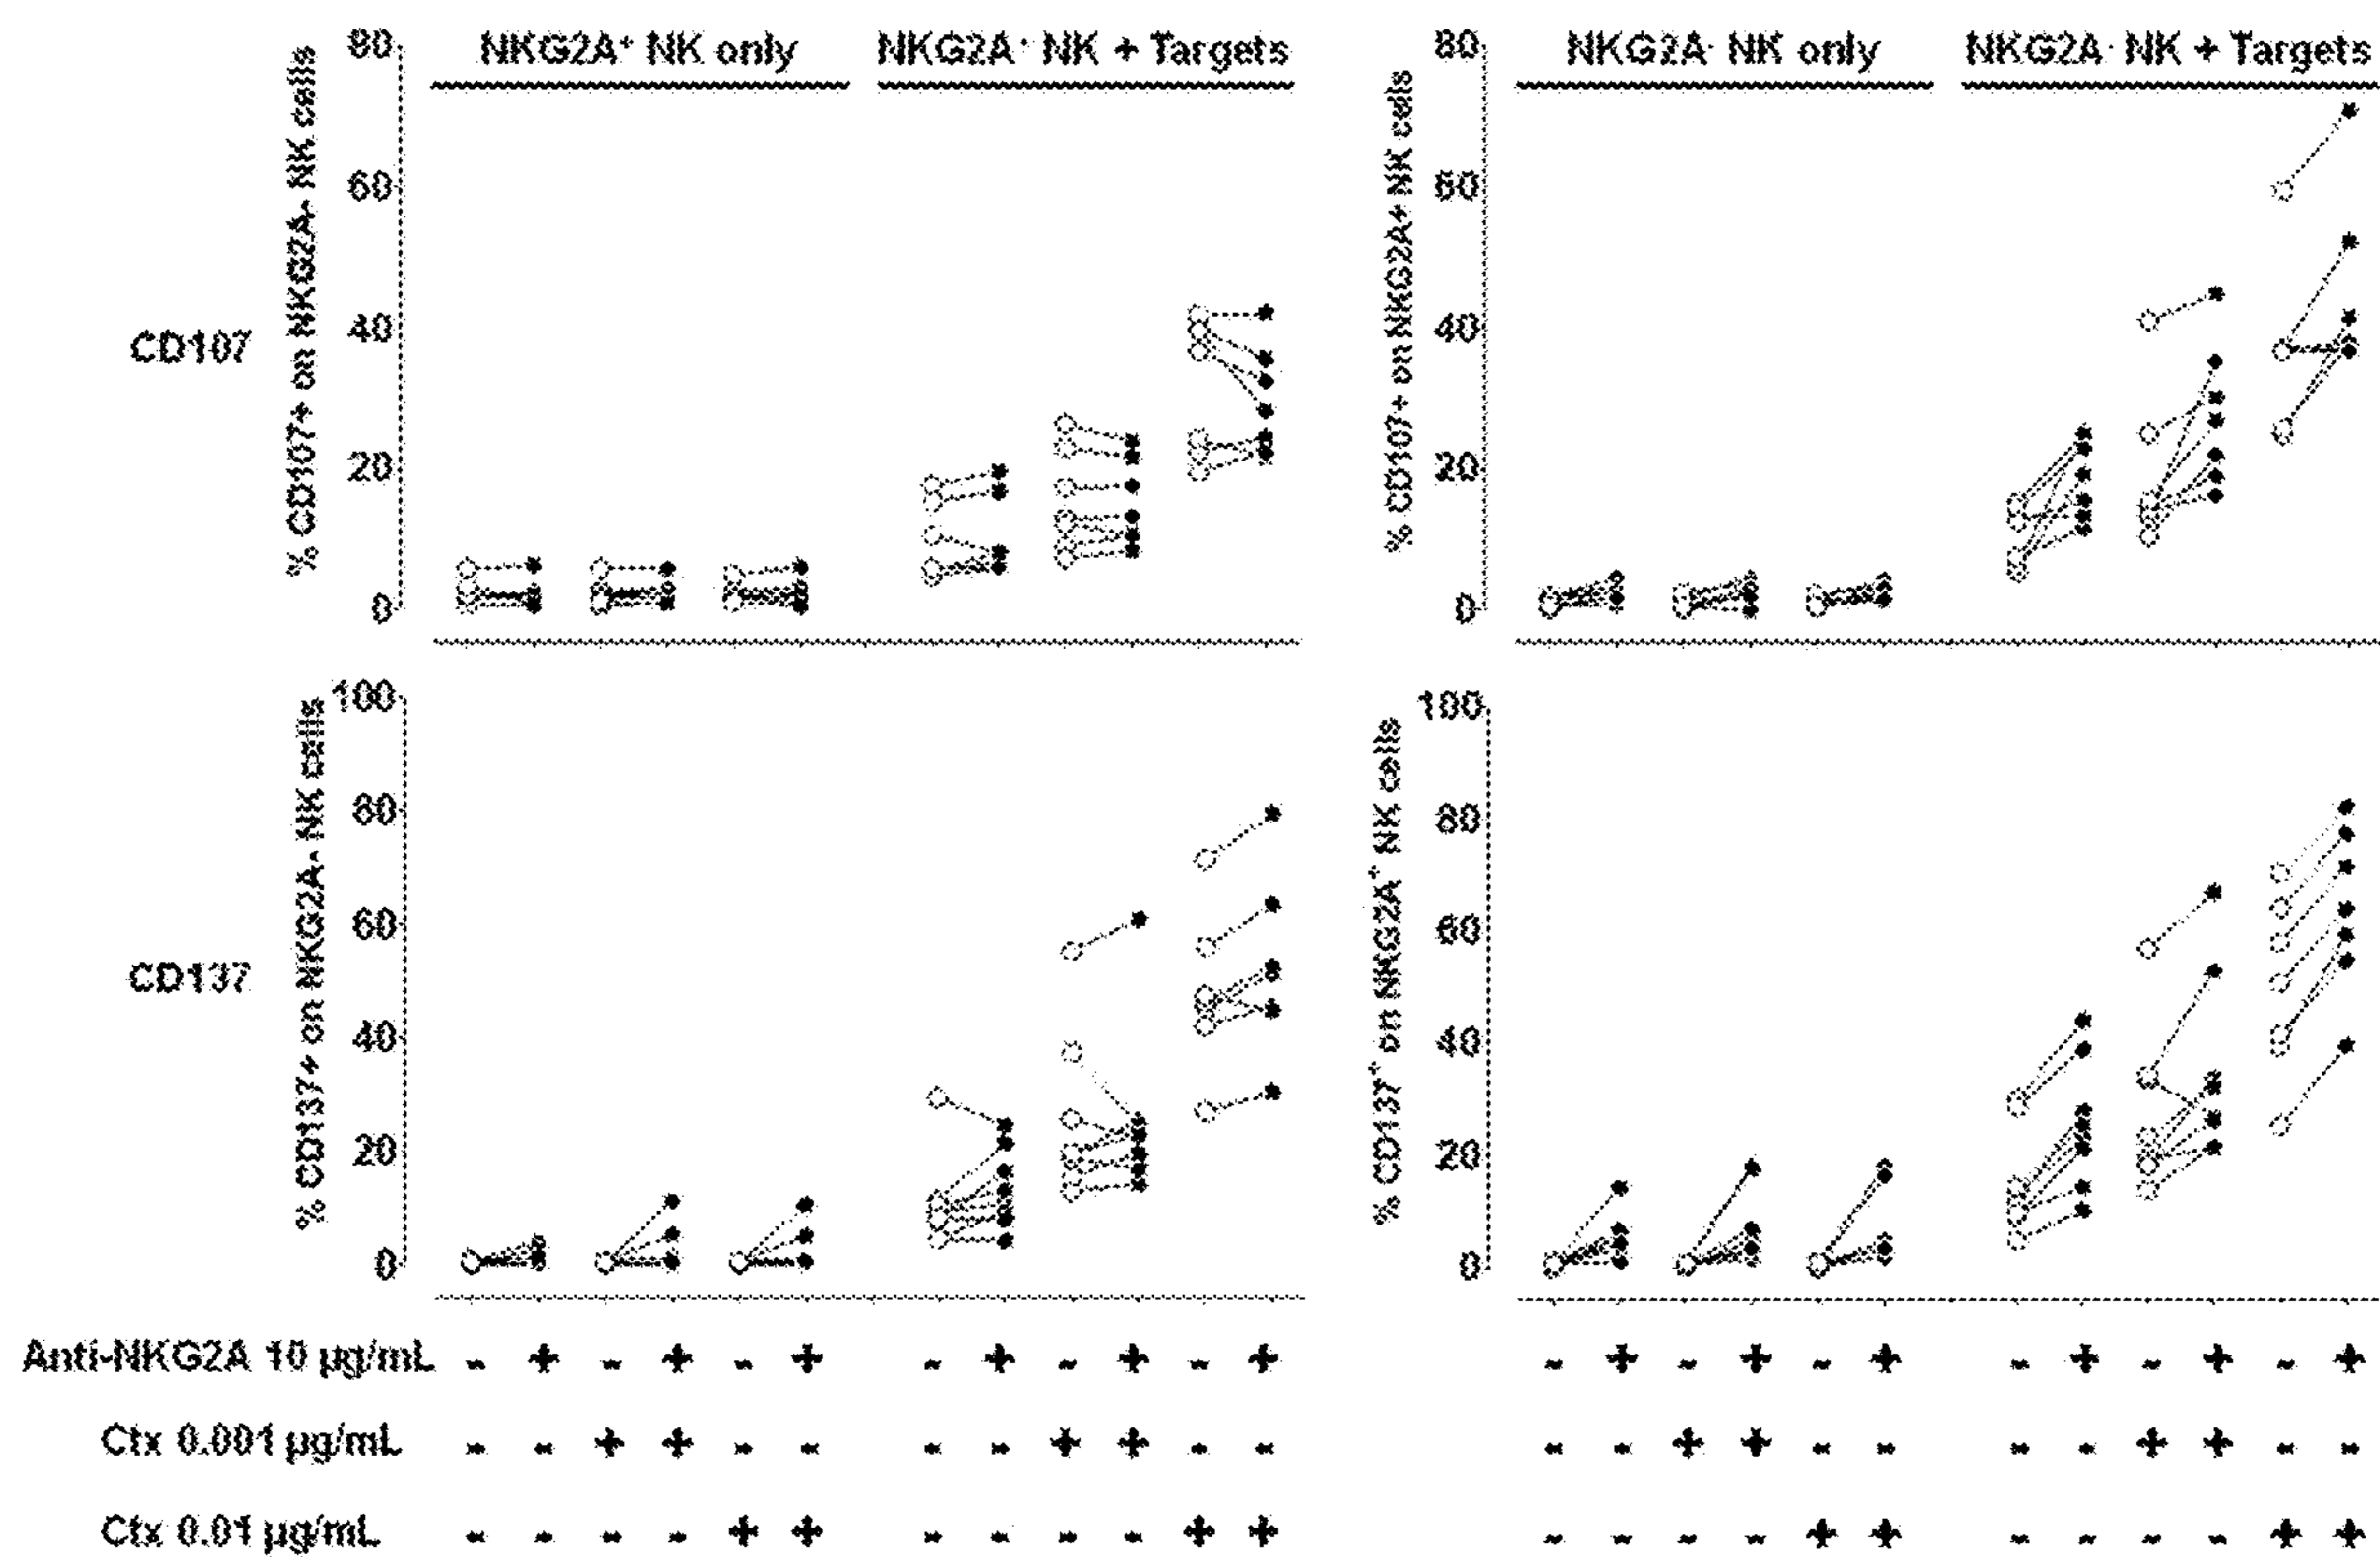 NKG2A⁺ NK only
NKG2A⁺ NK + Targets
NKG2A⁻ NK only
NKG2A⁻ NK + Targets
CD107
% CD107+ on NKG2A- NK cells
80
60
40
20
0
% CD107+ on NKG2A+ NK cells
80
60
40
20
0
CD137
% CD137+ on NKG2A- NK cells
100
80
60
40
20
0
% CD137⁺ on NKG2A⁺ NK cells
100
80
60
40
20
0
Anti-NKG2A 10 µg/mL - + - + - + - + - + - + - + - + - + - + - + - +
Ctx 0.001 µg/mL - - + + - - - - + + - - - - + + - - - - + + - -
Ctx 0.01 µg/mL - - - - + + - - - - + + - - - - + + - - - - + +